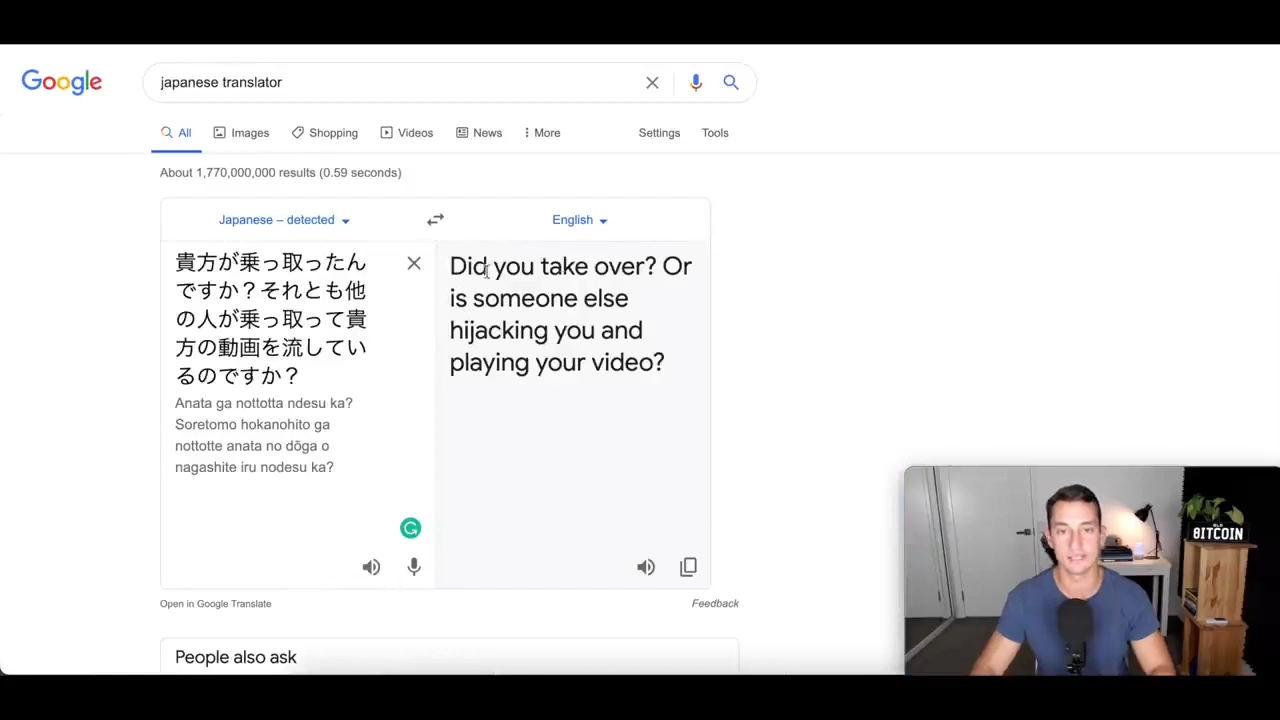 Google
japanese translator
All
Images
Shopping
Videos
News
More
Settings
Tools
About 1,770,000,000 results (0.59 seconds)
Japanese – detected
English
貴方が乗っ取ったん
ですか？それとも他
の人が乗っ取って貴
方の動画を流してい
るのですか？
Anata ga nottotta ndesu ka?
Soretomo hokanohito ga
nottotte anata no dōga o
nagashite iru nodesu ka?
Did you take over? Or
is someone else
hijacking you and
playing your video?
Open in Google Translate
Feedback
People also ask
BITCOIN